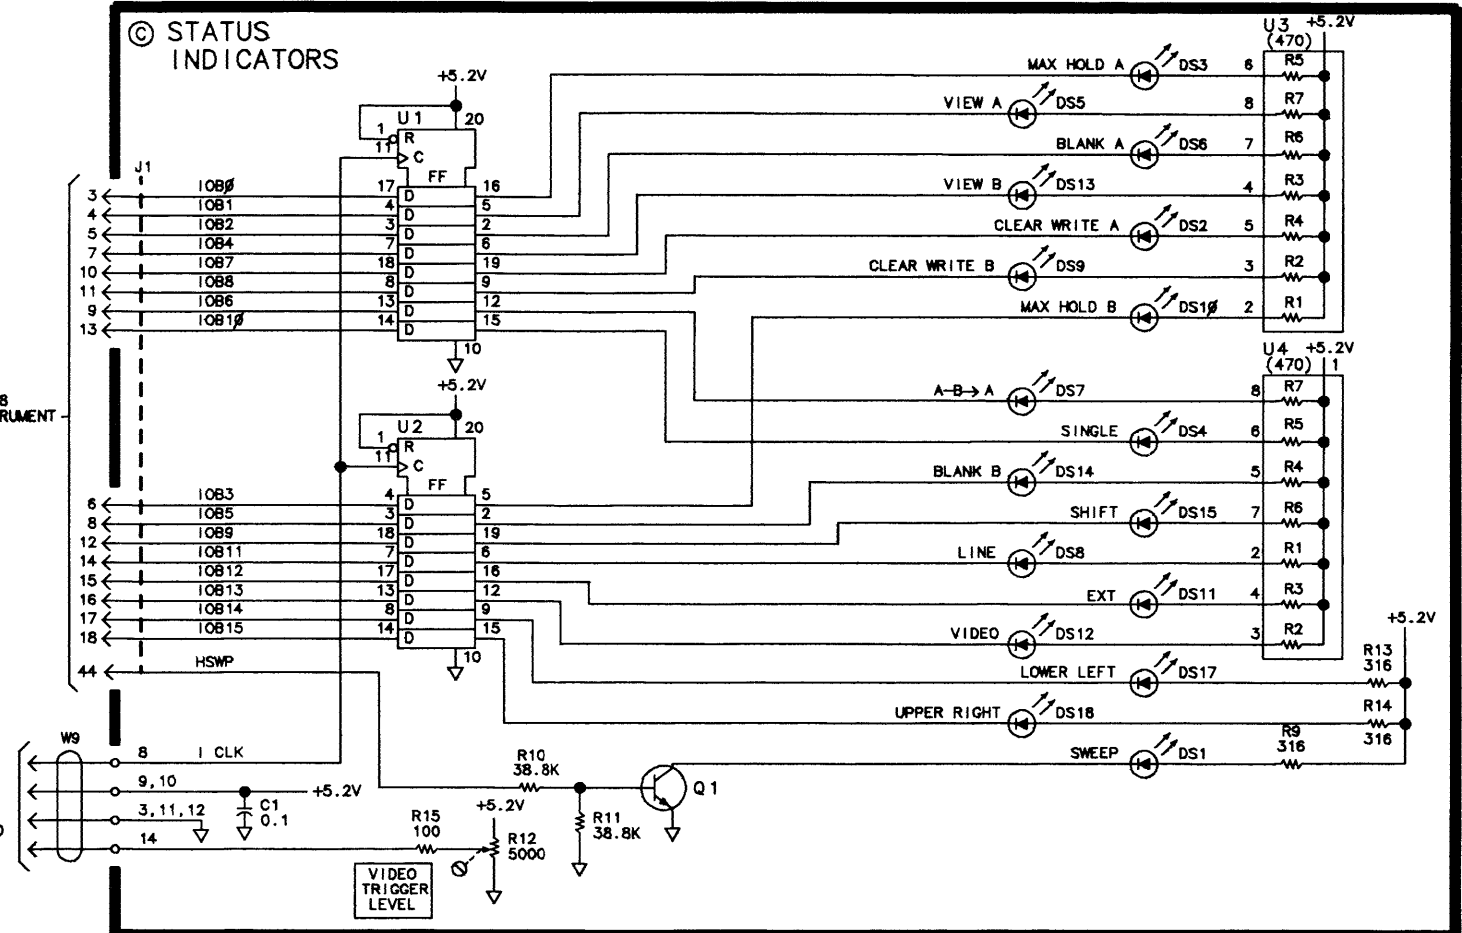 © STATUS
INDICATORS
U3 +5.2V
(470)
MAX HOLD A DS3 6 R5
VIEW A DS5 8 R7
BLANK A DS6 7 R6
VIEW B DS13 4 R3
CLEAR WRITE A DS2 5 R4
CLEAR WRITE B DS9 3 R2
MAX HOLD B DS1Ø 2 R1
U4 +5.2V
(470) 1
A-B→A DS7 8 R7
SINGLE DS4 6 R5
BLANK B DS14 5 R4
SHIFT DS15 7 R6
LINE DS8 2 R1
EXT DS11 4 R3
VIDEO DS12 3 R2
+5.2V
LOWER LEFT DS17 R13
316
UPPER RIGHT DS18 R14
316
SWEEP DS1 R9
316
+5.2V
U1 20
1 R
11 C
FF
J1
3 IOBØ 17 D 16
4 IOB1 4 D 5
5 IOB2 3 D 2
7 IOB4 7 D 6
10 IOB7 18 D 19
11 IOB8 8 D 9
9 IOB6 13 D 12
13 IOB1Ø 14 D 15
10
+5.2V
8
RUMENT
U2 20
1 R
11 C
FF
6 IOB3 4 D 5
8 IOB5 3 D 2
12 IOB9 18 D 19
14 IOB11 7 D 6
15 IOB12 17 D 16
16 IOB13 13 D 12
17 IOB14 8 D 9
18 IOB15 14 D 15
10
44 HSWP
W9
8 I CLK
9,10 +5.2V
C1
0.1
3,11,12
14
R10
38.8K
Q1
R11
38.8K
R15
100
+5.2V
R12
5000
VIDEO
TRIGGER
LEVEL